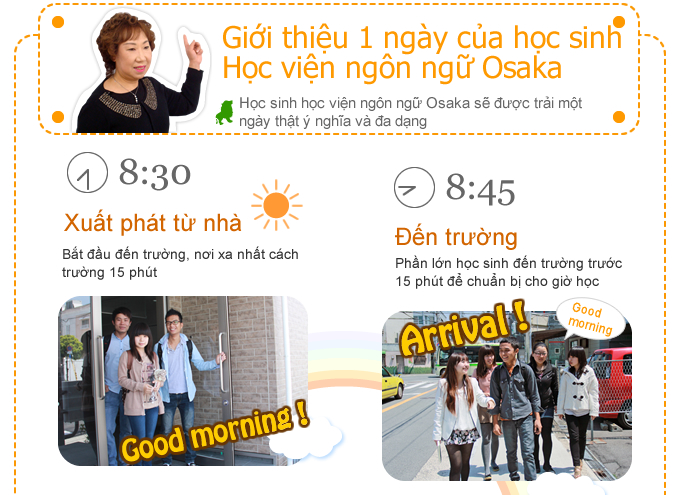 Giới thiệu 1 ngày của học sinh
Học viện ngôn ngữ Osaka
Học sinh học viện ngôn ngữ Osaka sẽ được trải một
ngày thật ý nghĩa và đa dạng
8:30
Xuất phát từ nhà
Bắt đầu đến trường, nơi xa nhất cách
trường 15 phút
Good morning !
8:45
Đến trường
Phần lớn học sinh đến trường trước
15 phút để chuẩn bị cho giờ học
Arrival !
Good
morning